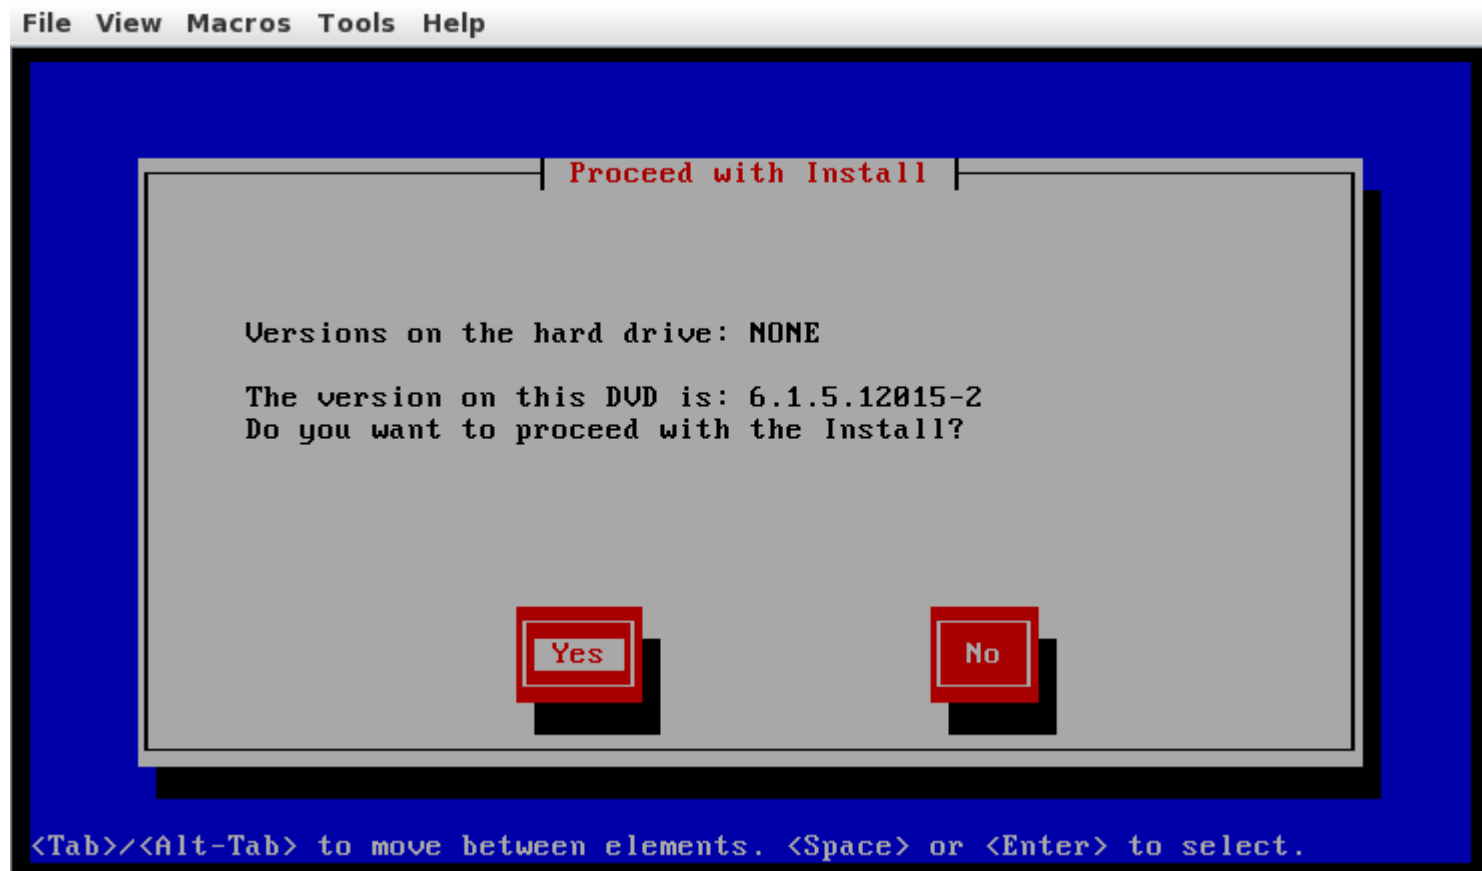 File View Macros Tools Help
Proceed with Install
Versions on the hard drive: NONE
The version on this DVD is: 6.1.5.12015-2
Do you want to proceed with the Install?
Yes No
<Tab>/<Alt-Tab> to move between elements. <Space> or <Enter> to select.